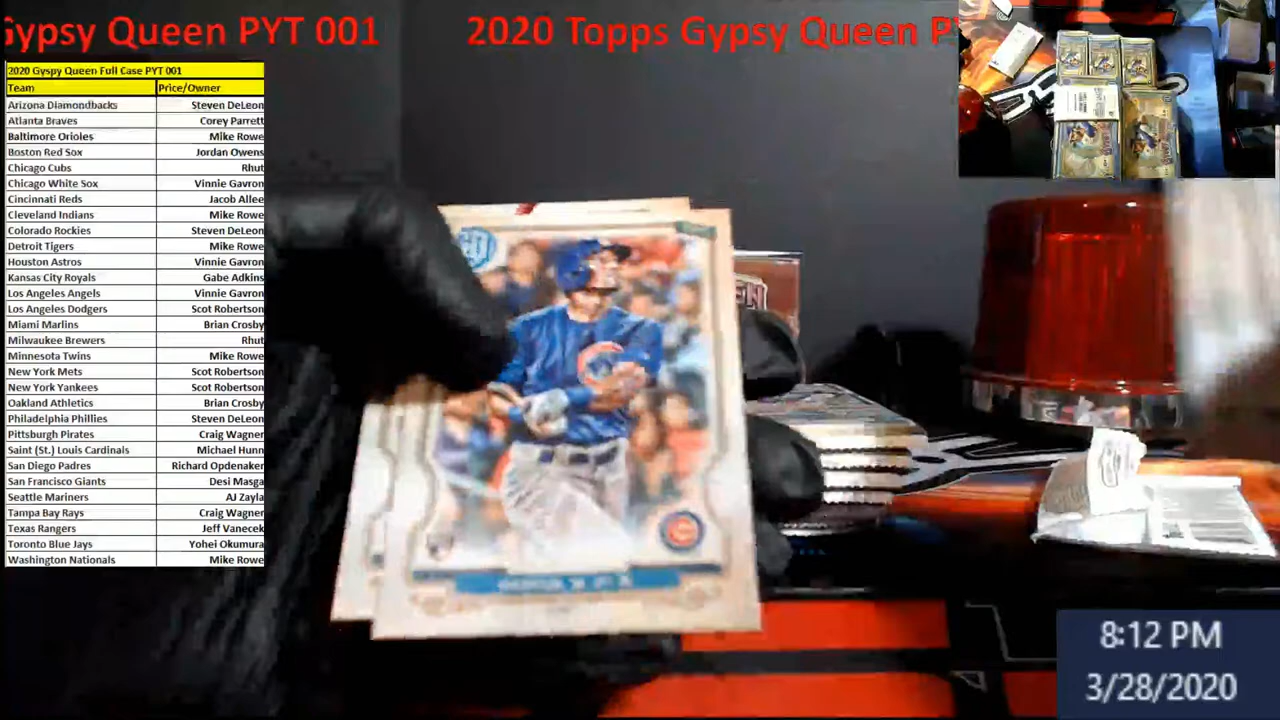 Gypsy Queen PYT 001
2020 Topps Gypsy Queen P
2020 Gyspy Queen Full Case PYT 001
Team Price/Owner
Arizona Diamondbacks Steven DeLeon
Atlanta Braves Corey Parrett
Baltimore Orioles Mike Rowe
Boston Red Sox Jordan Owens
Chicago Cubs Rhut
Chicago White Sox Vinnie Gavron
Cincinnati Reds Jacob Allee
Cleveland Indians Mike Rowe
Colorado Rockies Steven DeLeon
Detroit Tigers Mike Rowe
Houston Astros Vinnie Gavron
Kansas City Royals Gabe Adkins
Los Angeles Angels Vinnie Gavron
Los Angeles Dodgers Scot Robertson
Miami Marlins Brian Crosby
Milwaukee Brewers Rhut
Minnesota Twins Mike Rowe
New York Mets Scot Robertson
New York Yankees Scot Robertson
Oakland Athletics Brian Crosby
Philadelphia Phillies Steven DeLeon
Pittsburgh Pirates Craig Wagner
Saint (St.) Louis Cardinals Michael Hunn
San Diego Padres Richard Opdenaker
San Francisco Giants Desi Masga
Seattle Mariners AJ Zayla
Tampa Bay Rays Craig Wagner
Texas Rangers Jeff Vanecek
Toronto Blue Jays Yohei Okumura
Washington Nationals Mike Rowe
GQ
C
8:12 PM
3/28/2020